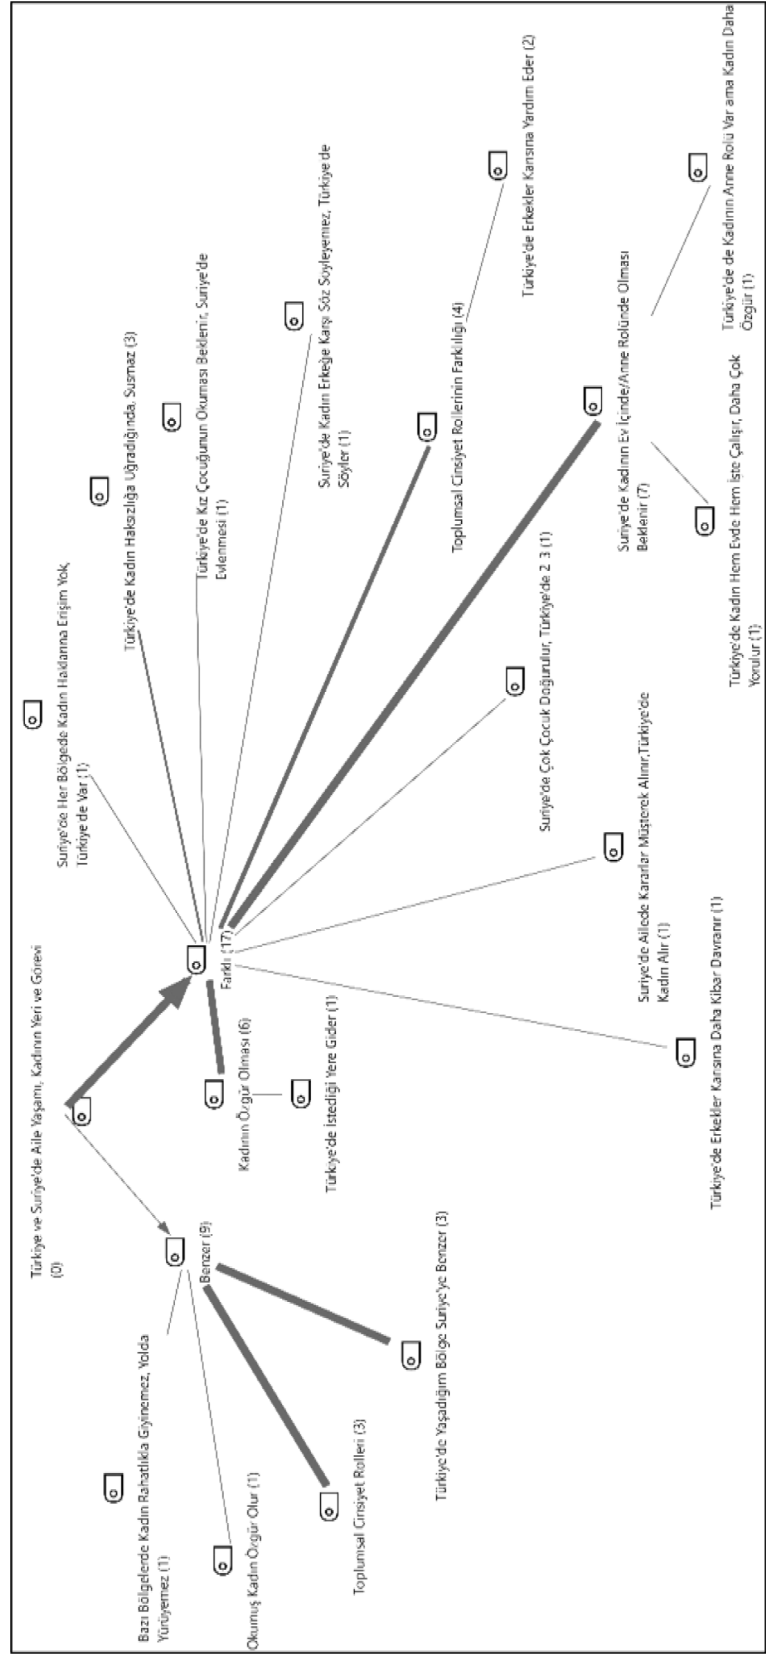 Türkiye ve Suriye'de Aile Yaşamı, Kadının Yeri ve Görevi
(0)
Benzer (9)
Farklı (17)
Bazı Bölgelerde Kadın Rahatlıkla Giyinemez, Yolda
Yürüyemez (1)
Okumuş Kadın Özgür Olur (1)
Toplumsal Cinsiyet Rolleri (3)
Türkiye'de Yaşadığım Bölge Suriye'ye Benzer (3)
Kadının Özgür Olması (6)
Türkiye'de İstediği Yere Gider (1)
Suriye'de Her Bölgede Kadın Haklarına Erişim Yok,
Türkiye'de Var (1)
Türkiye'de Kadın Haksızlığa Uğradığında, Susmaz (3)
Türkiye'de Kız Çocuğunun Okuması Beklenir, Suriye'de
Evlenmesi (1)
Suriye'de Kadın Erkeğe Karşı Söz Söyleyemez, Türkiye'de
Söyler (1)
Toplumsal Cinsiyet Rollerinin Farklılığı (4)
Türkiye'de Erkekler Karısına Yardım Eder (2)
Suriye'de Kadının Ev İçinde/Anne Rolünde Olması
Beklenir (7)
Türkiye'de de Kadının Anne Rolü Var ama Kadın Daha
Özgür (1)
Türkiye'de Kadın Hem Evde Hem İşte Çalışır, Daha Çok
Yorulur (1)
Suriye'de Çok Çocuk Doğurulur, Türkiye'de 2 3 (1)
Suriye'de Ailede Kararlar Müşterek Alınır,Türkiye'de
Kadın Alır (1)
Türkiye'de Erkekler Karısına Daha Kibar Davranır (1)